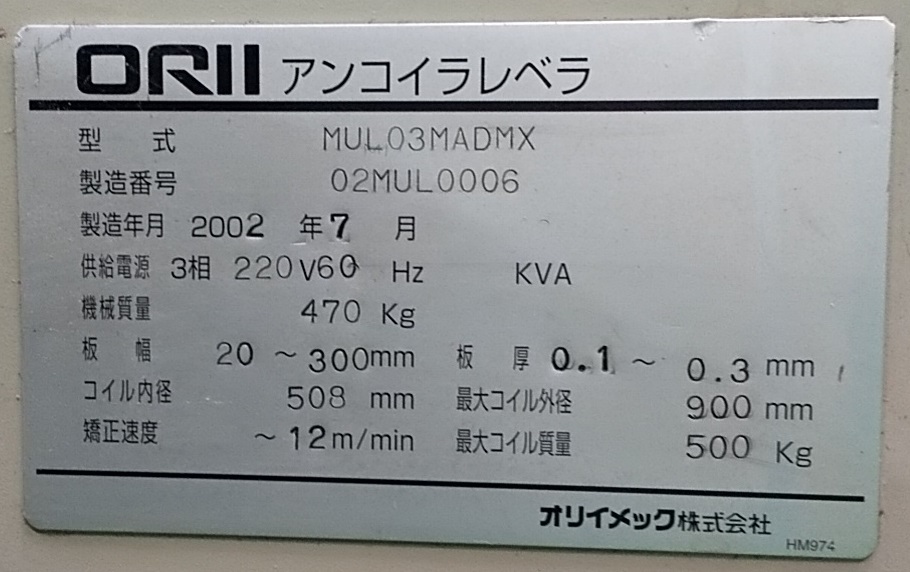 ORII アンコイラレベラ
型 式 MUL03MADMX
製造番号 02MUL0006
製造年月 2002 年 7 月
供給電源 3相 220V60 Hz KVA
機械質量 470 Kg
板 幅 20 ~ 300mm 板 厚 0.1 ~ 0.3 mm
コイル内径 508 mm 最大コイル外径 900 mm
矯正速度 ~ 12m/min 最大コイル質量 500 Kg
オリイメック株式会社
HM974